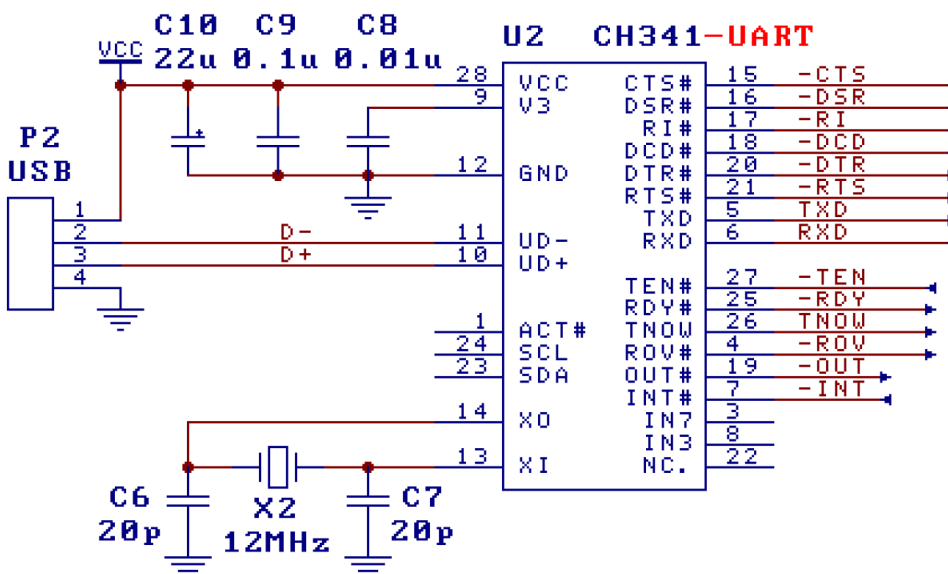 C10 C9 C8 U2 CH341-UART
VCC 22u 0.1u 0.01u
28 VCC CTS# 15 -CTS
9 V3 DSR# 16 -DSR
RI# 17 -RI
P2 DCD# 18 -DCD
USB 12 GND DTR# 20 -DTR
RTS# 21 -RTS
1 TXD 5 TXD
2 D- 11 UD- RXD 6 RXD
3 D+ 10 UD+
4 TEN# 27 -TEN
RDY# 25 -RDY
1 ACT# TNOW 26 TNOW
24 SCL ROV# 4 -ROV
23 SDA OUT# 19 -OUT
INT# 7 -INT
14 XO IN7 3
IN3 8
13 XI NC. 22
C6 X2 C7
20p 12MHz 20p